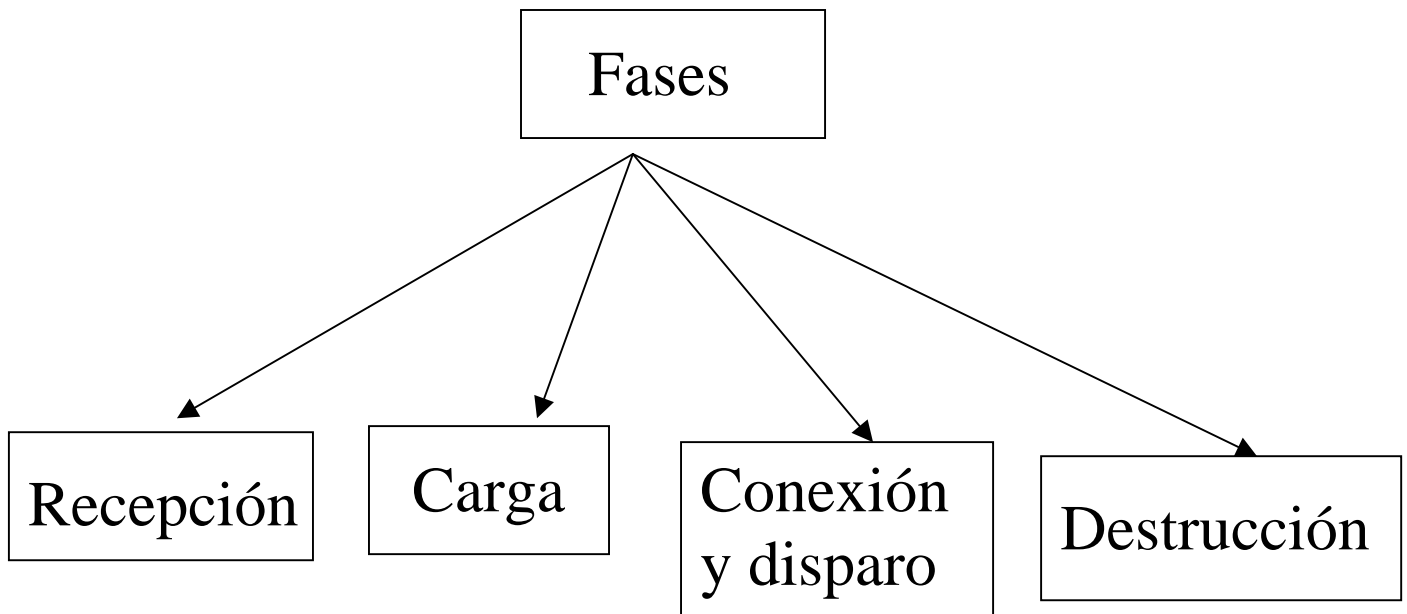 Fases
Recepción
Carga
Conexión
y disparo
Destrucción